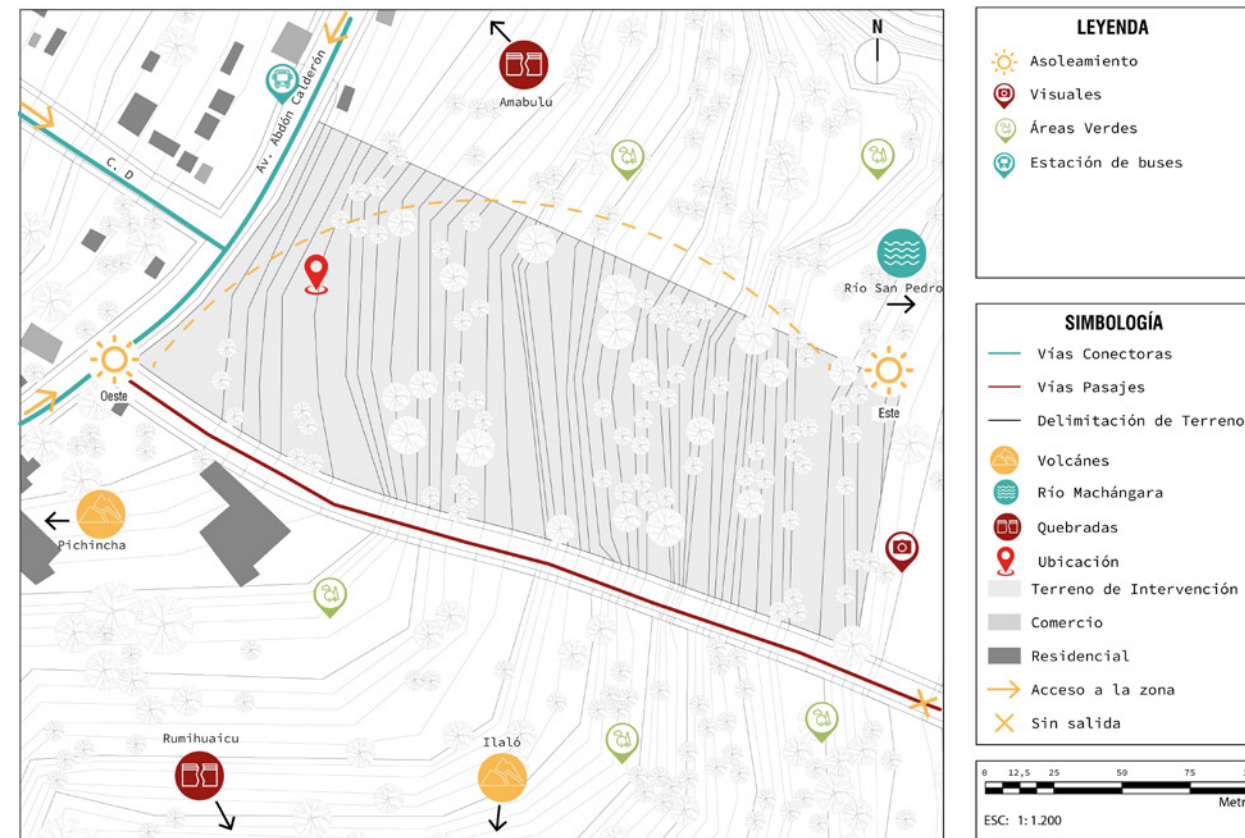 N
Amabulu
Av. Abdón Calderón
C. D
Río San Pedro
Oeste
Este
Pichincha
Rumihuaicu
Ilaló
LEYENDA
Asoleamiento
Visuales
Áreas Verdes
Estación de buses
SIMBOLOGÍA
Vías Conectoras
Vías Pasajes
Delimitación de Terreno
Volcánes
Río Machángara
Quebradas
Ubicación
Terreno de Intervención
Comercio
Residencial
Acceso a la zona
Sin salida
0 12,5 25 50 75
Metr
ESC: 1:1.200